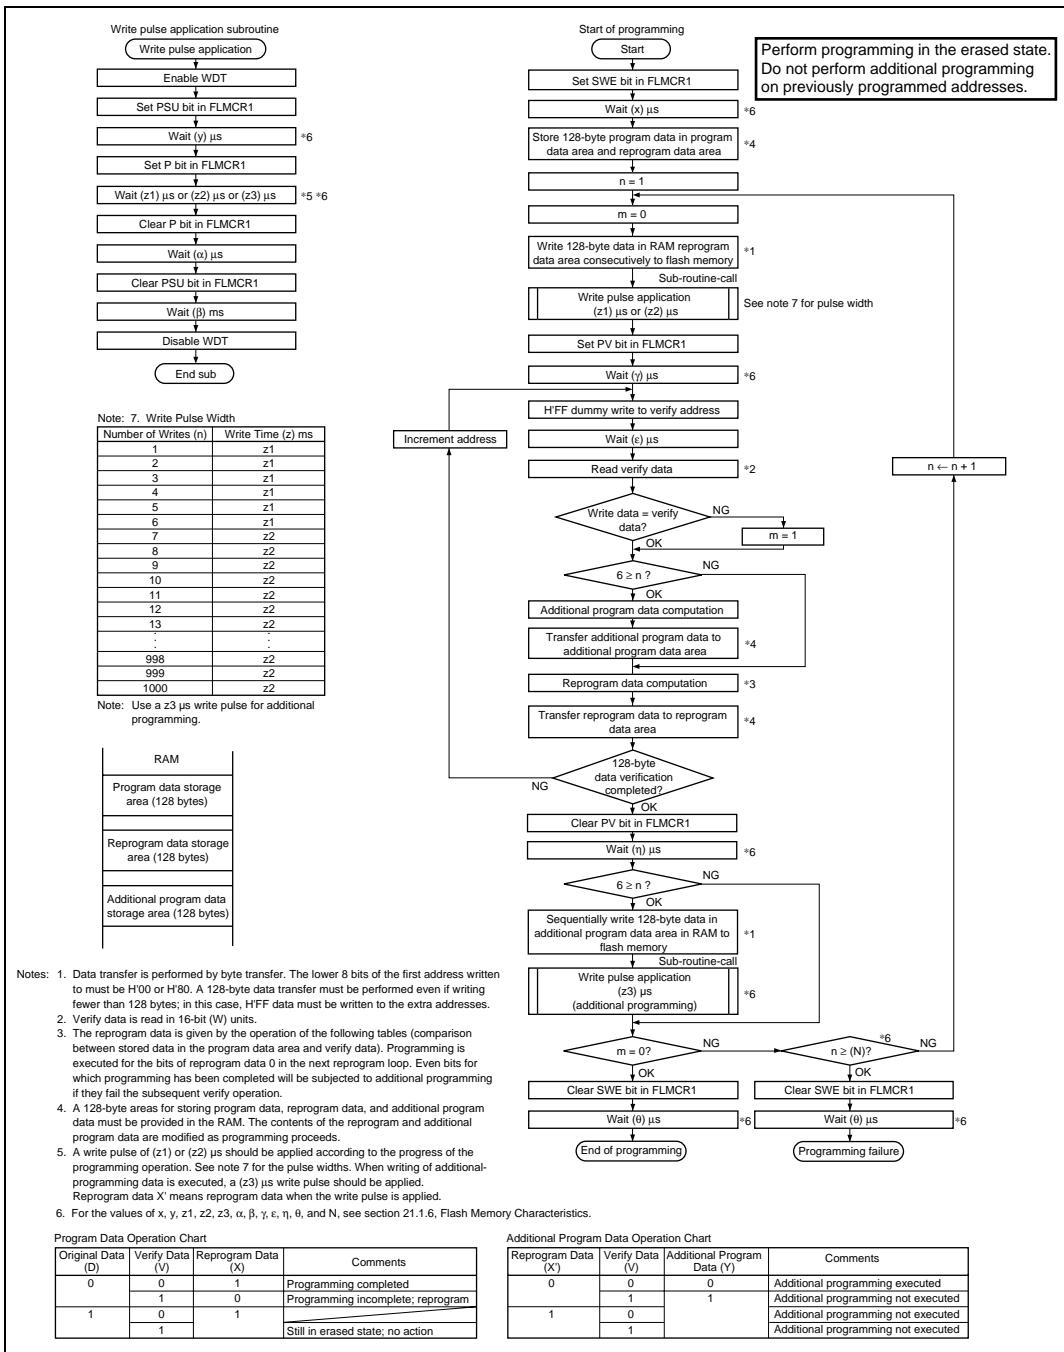 Write pulse application subroutine
Write pulse application
Enable WDT
Set PSU bit in FLMCR1
Wait (y) μs
*6
Set P bit in FLMCR1
Wait (z1) μs or (z2) μs or (z3) μs
*5 *6
Clear P bit in FLMCR1
Wait (α) μs
Clear PSU bit in FLMCR1
Wait (β) ms
Disable WDT
End sub
Note: 7. Write Pulse Width
Number of Writes (n) Write Time (z) ms
1 z1
2 z1
3 z1
4 z1
5 z1
6 z1
7 z2
8 z2
9 z2
10 z2
11 z2
12 z2
13 z2
: :
998 z2
999 z2
1000 z2
Note: Use a z3 μs write pulse for additional
programming.
RAM
Program data storage
area (128 bytes)
Reprogram data storage
area (128 bytes)
Additional program data
storage area (128 bytes)
Start of programming
Start
Perform programming in the erased state.
Do not perform additional programming
on previously programmed addresses.
Set SWE bit in FLMCR1
Wait (x) μs
*6
Store 128-byte program data in program
data area and reprogram data area
*4
n = 1
m = 0
Write 128-byte data in RAM reprogram
data area consecutively to flash memory
*1
Sub-routine-call
Write pulse application
(z1) μs or (z2) μs
See note 7 for pulse width
Set PV bit in FLMCR1
Wait (γ) μs
*6
H'FF dummy write to verify address
Increment address
Wait (ε) μs
Read verify data
*2
n ← n + 1
Write data = verify
data?
NG
m = 1
OK
6 ≥ n ?
NG
OK
Additional program data computation
Transfer additional program data to
additional program data area
*4
Reprogram data computation
*3
Transfer reprogram data to reprogram
data area
*4
128-byte
data verification
completed?
NG
OK
Clear PV bit in FLMCR1
Wait (η) μs
*6
6 ≥ n ?
NG
OK
Sequentially write 128-byte data in
additional program data area in RAM to
flash memory
*1
Sub-routine-call
Write pulse application
(z3) μs
(additional programming)
*6
m = 0?
NG
n ≥ (N)?
*6
NG
OK
OK
Clear SWE bit in FLMCR1
Clear SWE bit in FLMCR1
Wait (θ) μs
*6
Wait (θ) μs
*6
End of programming
Programming failure
Notes: 1. Data transfer is performed by byte transfer. The lower 8 bits of the first address written
to must be H'00 or H'80. A 128-byte data transfer must be performed even if writing
fewer than 128 bytes; in this case, H'FF data must be written to the extra addresses.
2. Verify data is read in 16-bit (W) units.
3. The reprogram data is given by the operation of the following tables (comparison
between stored data in the program data area and verify data). Programming is
executed for the bits of reprogram data 0 in the next reprogram loop. Even bits for
which programming has been completed will be subjected to additional programming
if they fail the subsequent verify operation.
4. A 128-byte areas for storing program data, reprogram data, and additional program
data must be provided in the RAM. The contents of the reprogram and additional
program data are modified as programming proceeds.
5. A write pulse of (z1) or (z2) μs should be applied according to the progress of the
programming operation. See note 7 for the pulse widths. When writing of additional-
programming data is executed, a (z3) μs write pulse should be applied.
Reprogram data X' means reprogram data when the write pulse is applied.
6. For the values of x, y, z1, z2, z3, α, β, γ, ε, η, θ, and N, see section 21.1.6, Flash Memory Characteristics.
Program Data Operation Chart
Original Data Verify Data Reprogram Data Comments
(D) (V) (X)
0 0 1 Programming completed
1 0 Programming incomplete; reprogram
1 0 1
1 Still in erased state; no action
Additional Program Data Operation Chart
Reprogram Data Verify Data Additional Program Comments
(X') (V) Data (Y)
0 0 0 Additional programming executed
1 1 Additional programming not executed
1 0 Additional programming not executed
1 Additional programming not executed